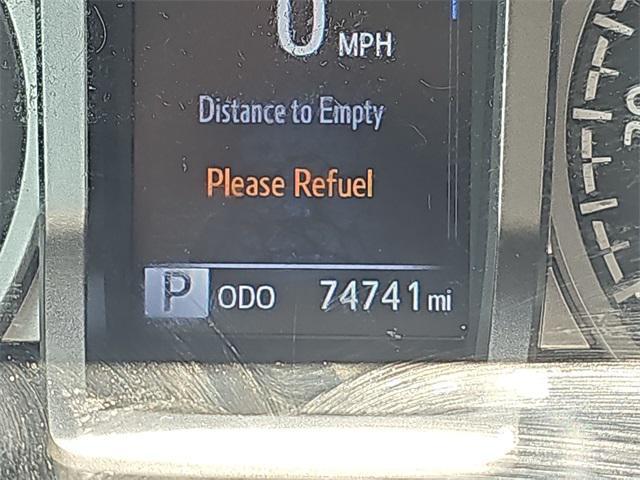 0 MPH
Distance to Empty
Please Refuel
P ODO 74741 mi